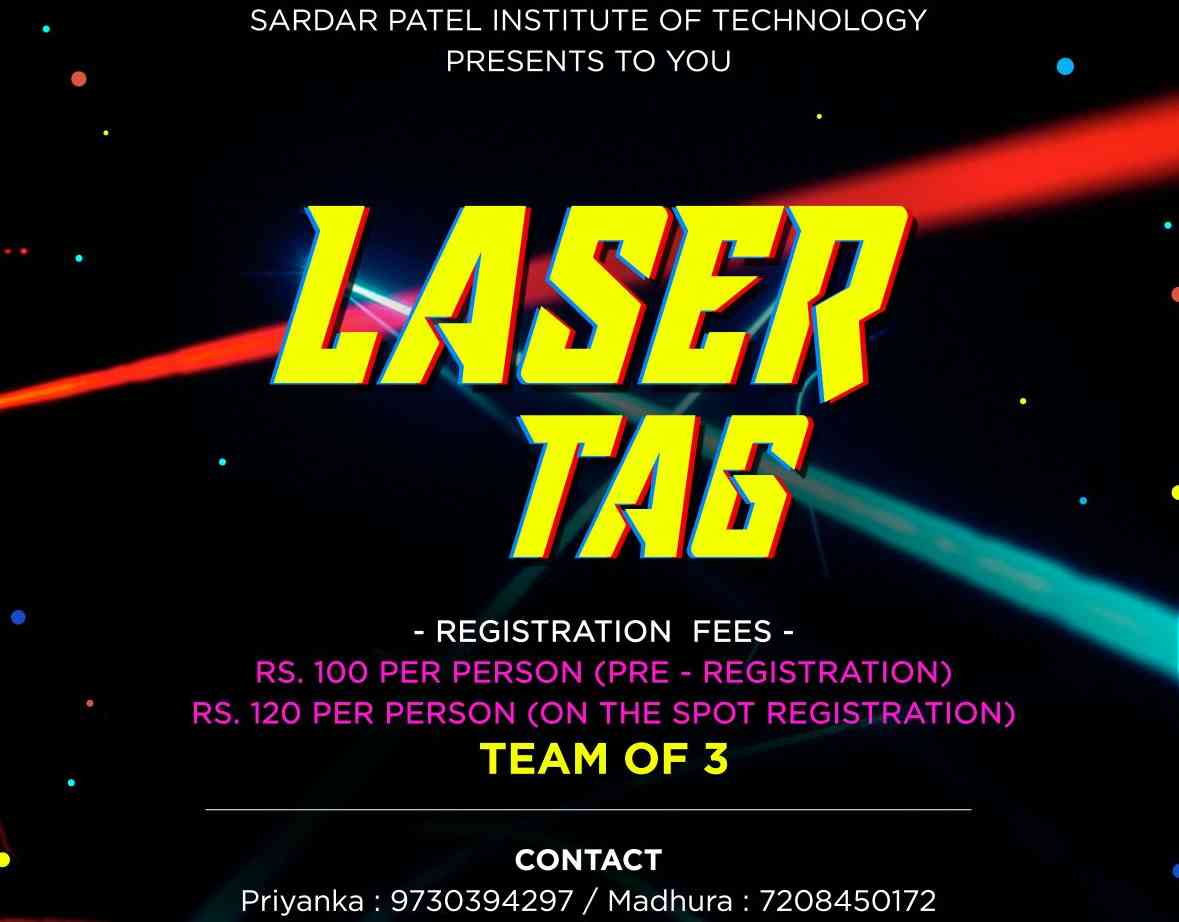 SARDAR PATEL INSTITUTE OF TECHNOLOGY
PRESENTS TO YOU
LASER
TAG
- REGISTRATION FEES -
RS. 100 PER PERSON (PRE - REGISTRATION)
RS. 120 PER PERSON (ON THE SPOT REGISTRATION)
TEAM OF 3
CONTACT
Priyanka : 9730394297 / Madhura : 7208450172